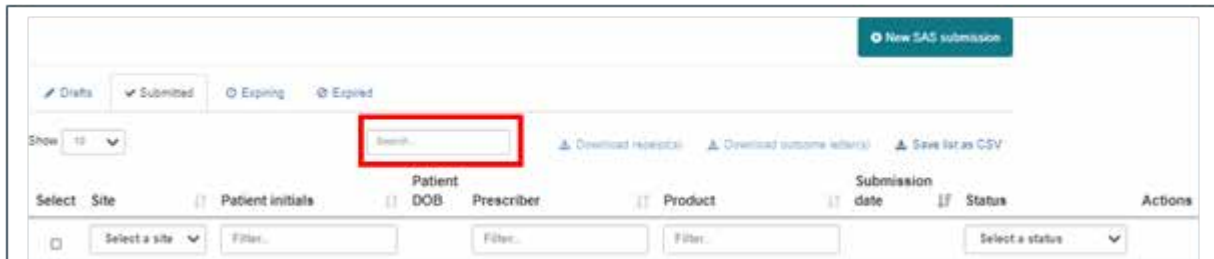 New SAS submission
Drafts Submitted Expiring Expired
Show 10 Search... Download receipt(s) Download outcome letter(s) Save list as CSV
Select Site Patient initials Patient DOB Prescriber Product Submission date Status Actions
Select a site Filter... Filter... Filter... Select a status